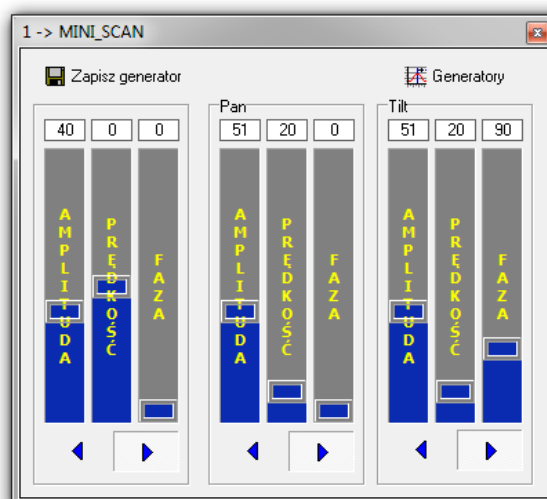 1 -> MINI_SCAN
Zapisz generator
Generatory
40 0 0
AMPLITUDA
PRĘDKOŚĆ
FAZA
Pan
51 20 0
AMPLITUDA
PRĘDKOŚĆ
FAZA
Tilt
51 20 90
AMPLITUDA
PRĘDKOŚĆ
FAZA